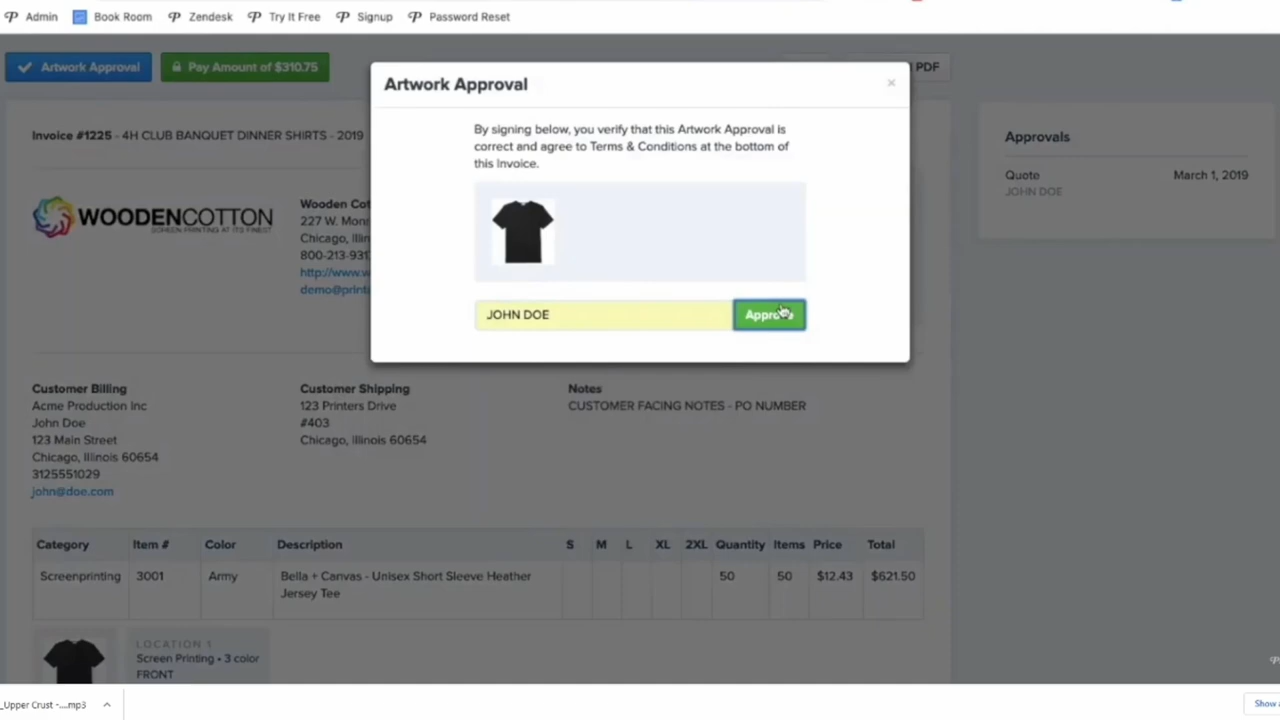 Admin Book Room Zendesk Try It Free Signup Password Reset
Artwork Approval
Pay Amount of $310.75
PDF
Artwork Approval
×
By signing below, you verify that this Artwork Approval is
correct and agree to Terms & Conditions at the bottom of
this Invoice.
JOHN DOE
Invoice #1225 - 4H CLUB BANQUET DINNER SHIRTS - 2019
Approvals
Quote March 1, 2019
JOHN DOE
WOODENCOTTON
SCREEN PRINTING AT ITS FINEST
Wooden
227 W.
Chicago,
http://www.w
demo@print
Customer Billing
Acme Production Inc
John Doe
123 Main Street
Chicago, Illinois 60654
3125551029
john@doe.com
Customer Shipping
123 Printers Drive
#403
Chicago, Illinois 60654
Notes
CUSTOMER FACING NOTES - PO NUMBER
Category Item # Color Description S M L XL 2XL Quantity Items Price Total
Screenprinting 3001 Army Bella + Canvas - Unisex Short Sleeve Heather 50 50 $12.43 $621.50
Jersey Tee
LOCATION 1
Screen Printing • 3 color
FRONT
_Upper Crust -....mp3
Show